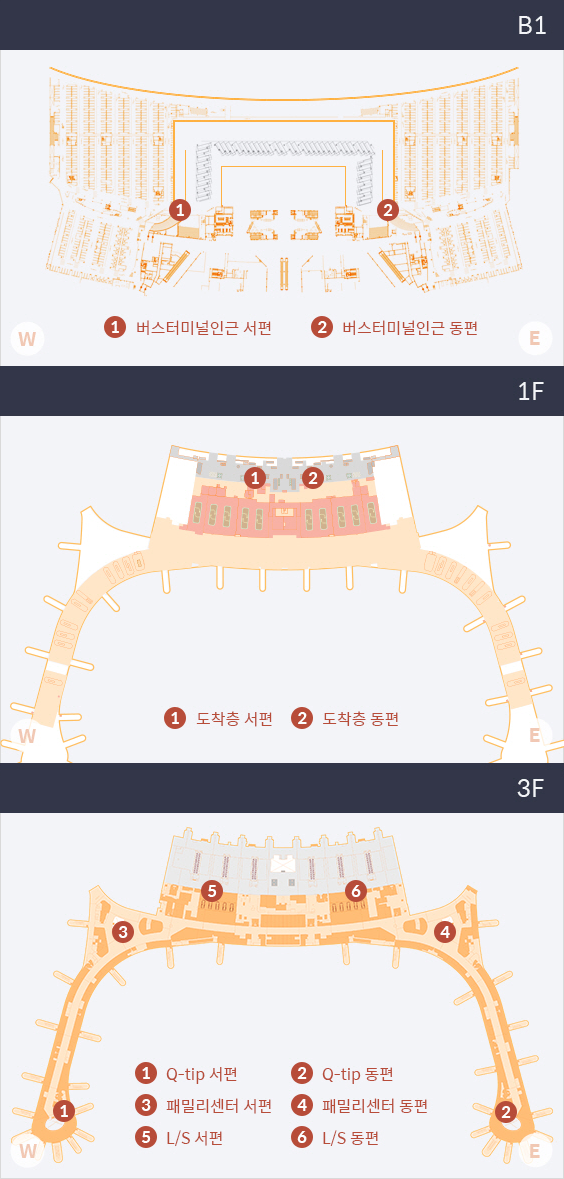 B1
1
2
1 버스터미널인근 서편
2 버스터미널인근 동편
W
E
1F
1
2
1 도착층 서편
2 도착층 동편
W
E
3F
5
6
3
4
1 Q-tip 서편
2 Q-tip 동편
3 패밀리센터 서편
4 패밀리센터 동편
1
2
5 L/S 서편
6 L/S 동편
W
E